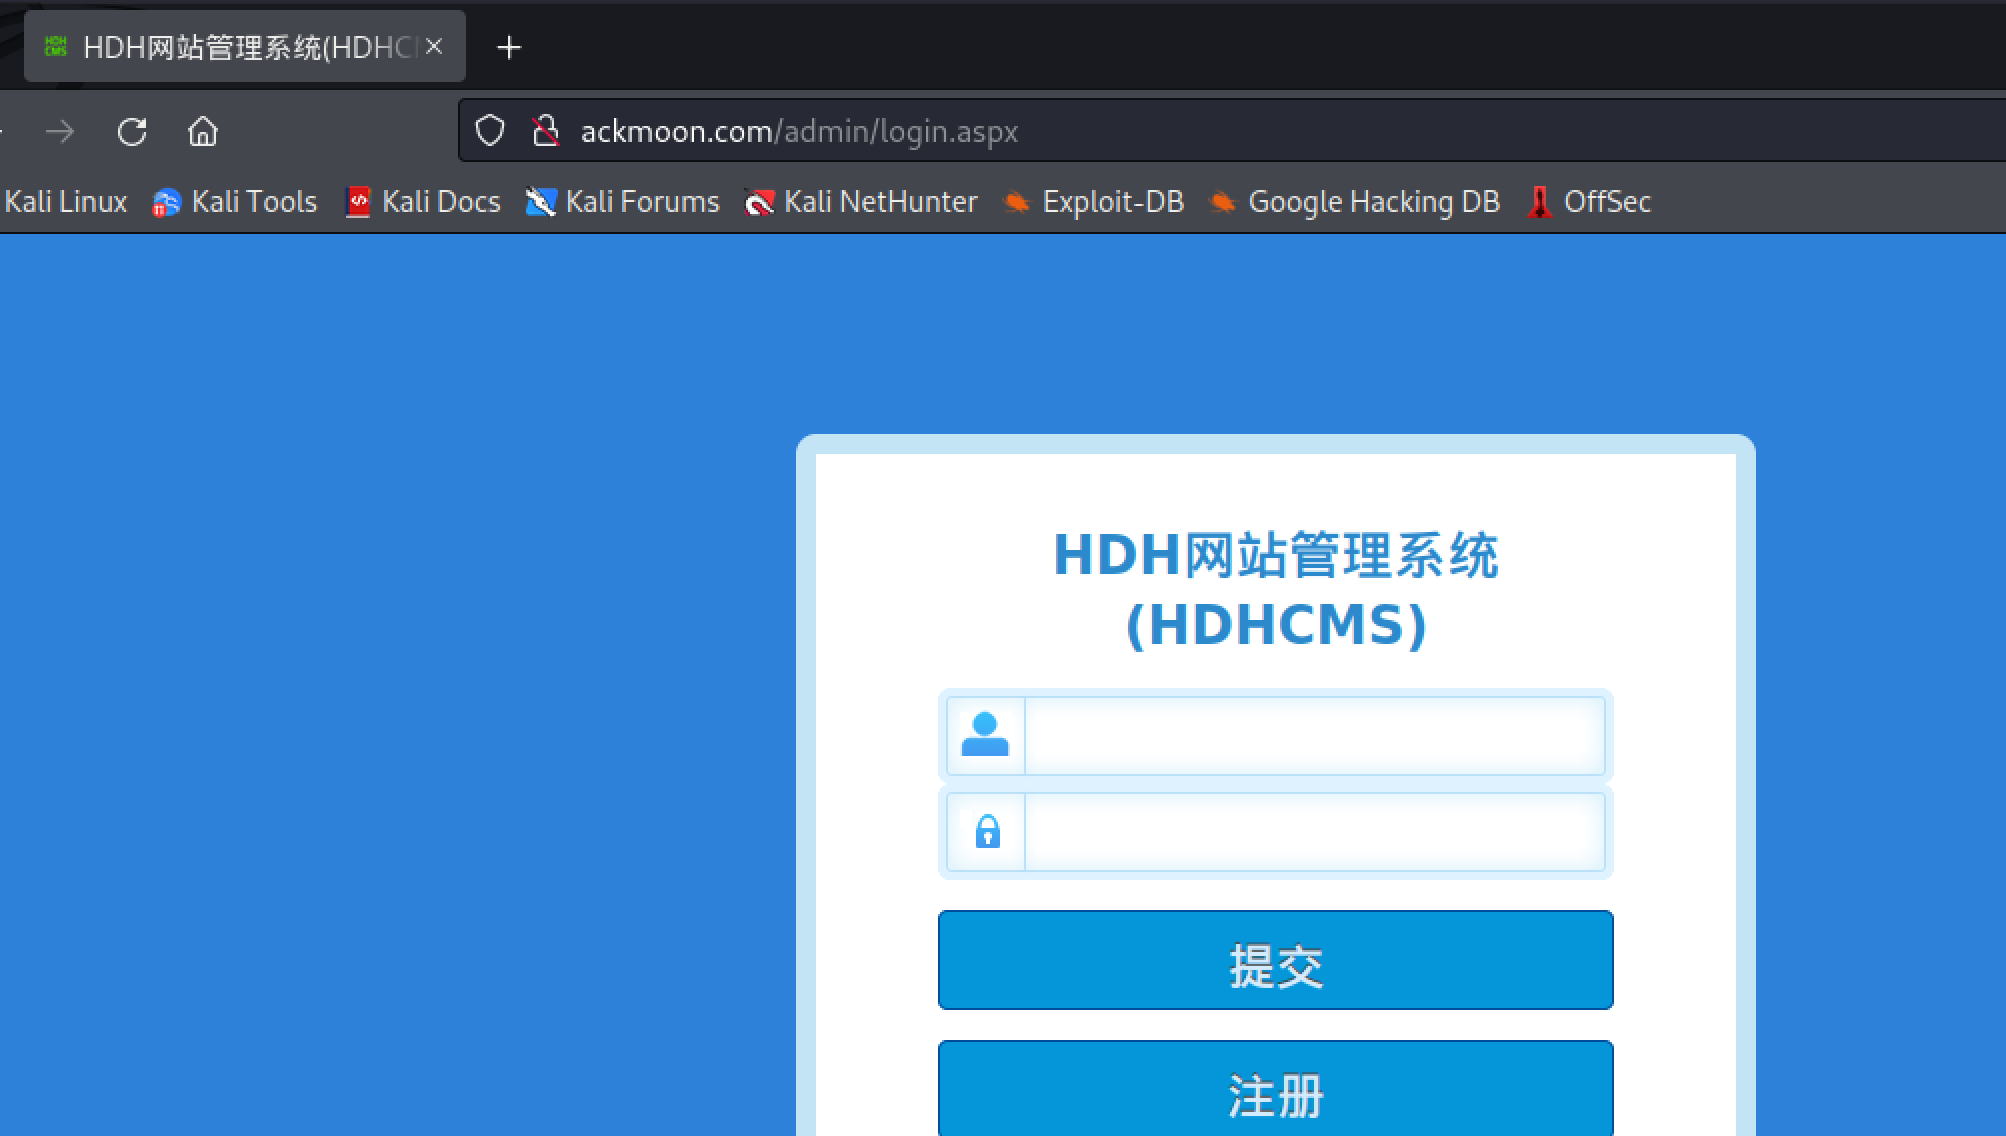 HDH CMS HDH网站管理系统(HDHC
ackmoon.com/admin/login.aspx
Kali Linux Kali Tools Kali Docs Kali Forums Kali NetHunter Exploit-DB Google Hacking DB OffSec
HDH网站管理系统
(HDHCMS)
提交
注册